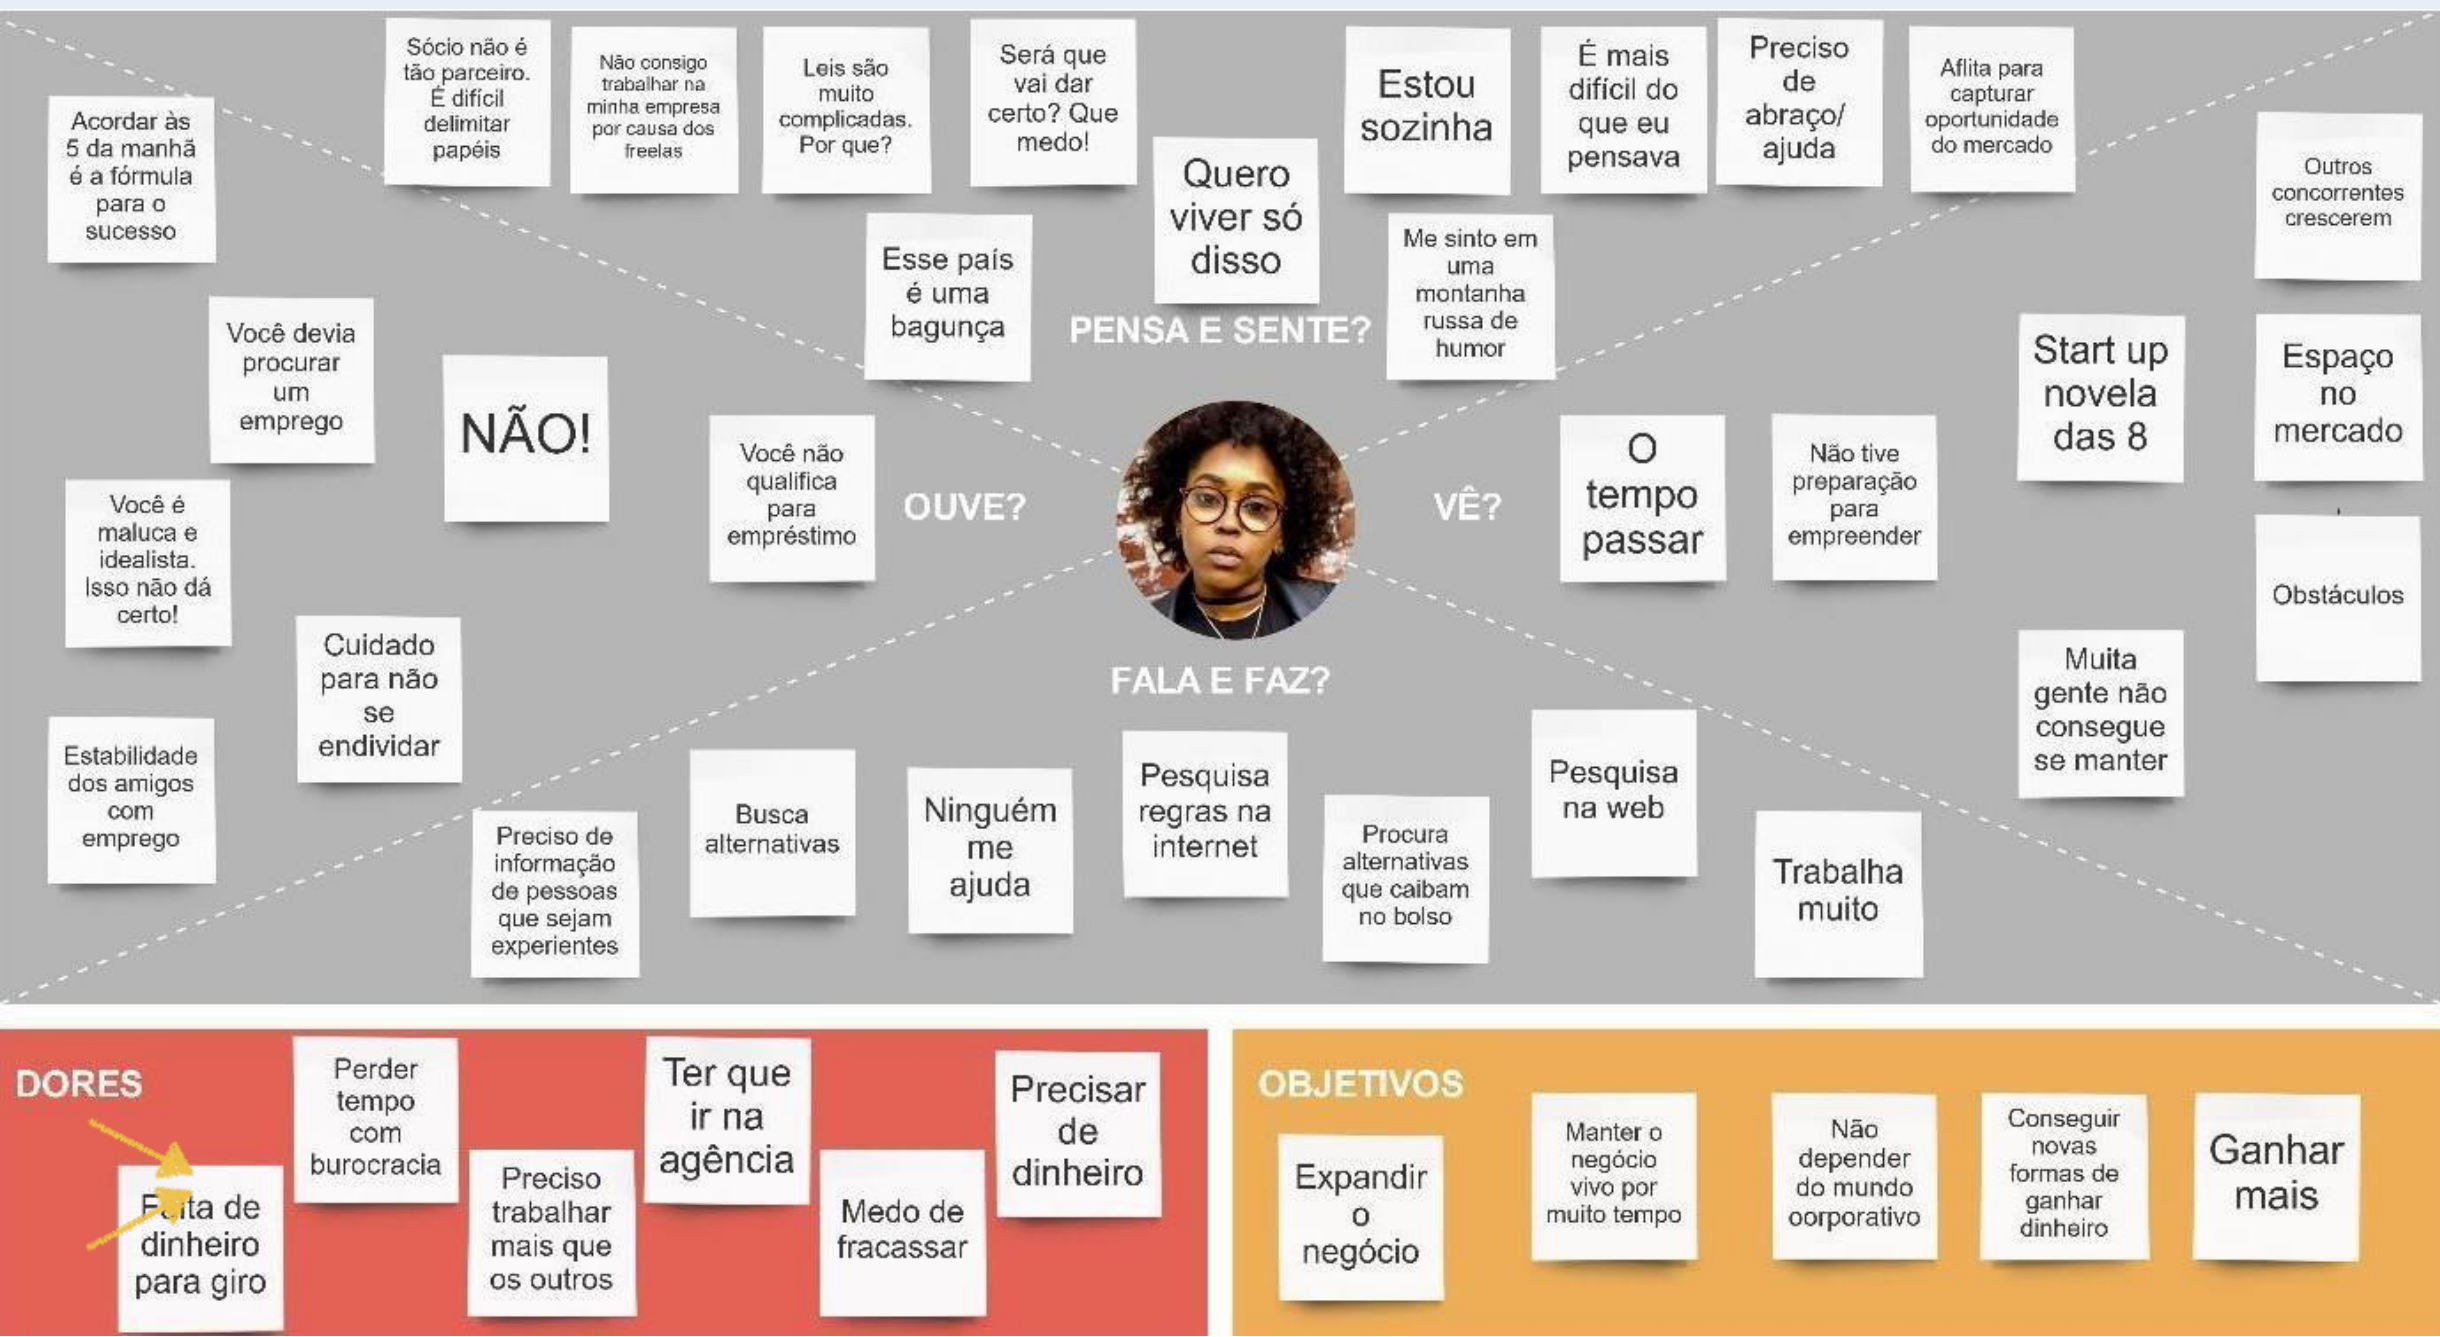 Sócio não é
tão parceiro.
É difícil
delimitar
papéis
Não consigo
trabalhar na
minha empresa
por causa dos
freelas
Leis são
muito
complicadas.
Por que?
Será que
vai dar
certo? Que
medo!
Quero
viver só
disso
Estou
sozinha
É mais
difícil do
que eu
pensava
Preciso
de
abraço/
ajuda
Aflita para
capturar
oportunidade
do mercado
Esse país
é uma
bagunça
Me sinto em
uma
montanha
russa de
humor
PENSA E SENTE?
Acordar às
5 da manhã
é a fórmula
para o
sucesso
Você devia
procurar
um
emprego
NÃO!
Você não
qualifica
para
empréstimo
OUVE?
Você é
maluca e
idealista.
Isso não dá
certo!
Cuidado
para não
se
endividar
Estabilidade
dos amigos
com
emprego
VÊ?
O
tempo
passar
Não tive
preparação
para
empreender
Start up
novela
das 8
Outros
concorrentes
crescerem
Espaço
no
mercado
Obstáculos
Muita
gente não
consegue
se manter
FALA E FAZ?
Preciso de
informação
de pessoas
que sejam
experientes
Busca
alternativas
Ninguém
me
ajuda
Pesquisa
regras na
internet
Procura
alternativas
que caibam
no bolso
Pesquisa
na web
Trabalha
muito
DORES
Falta de
dinheiro
para giro
Perder
tempo
com
burocracia
Preciso
trabalhar
mais que
os outros
Ter que
ir na
agência
Medo de
fracassar
Precisar
de
dinheiro
OBJETIVOS
Expandir
o
negócio
Manter o
negócio
vivo por
muito tempo
Não
depender
do mundo
oorporativo
Conseguir
novas
formas de
ganhar
dinheiro
Ganhar
mais